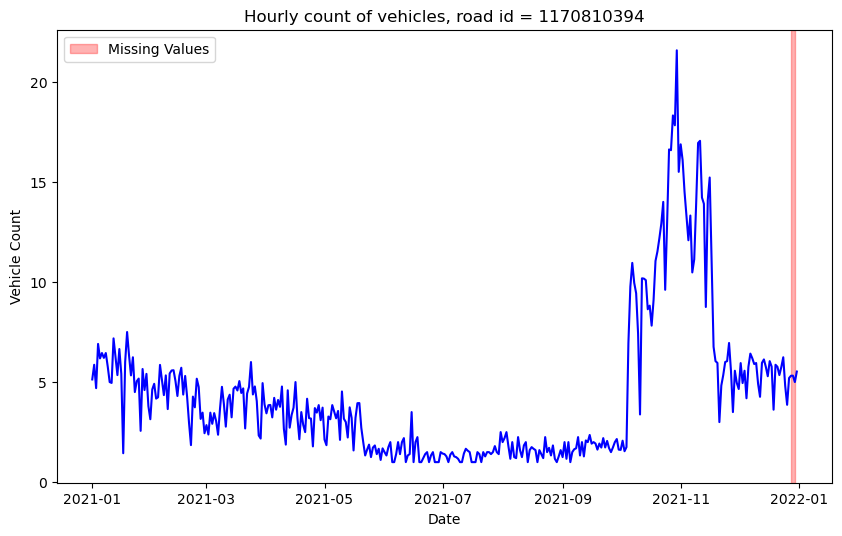 Hourly count of vehicles, road id = 1170810394
Missing Values
20
15
10
5
0
Vehicle Count
2021-01 2021-03 2021-05 2021-07 2021-09 2021-11 2022-01
Date